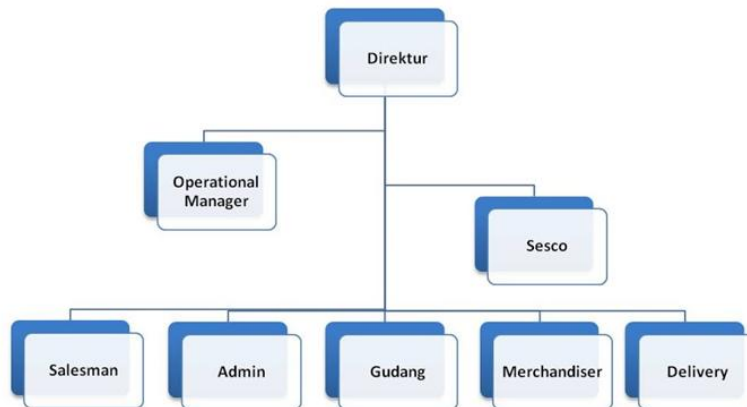 Direktur
Operational
Manager
Sesco
Salesman
Admin
Gudang
Merchandiser
Delivery